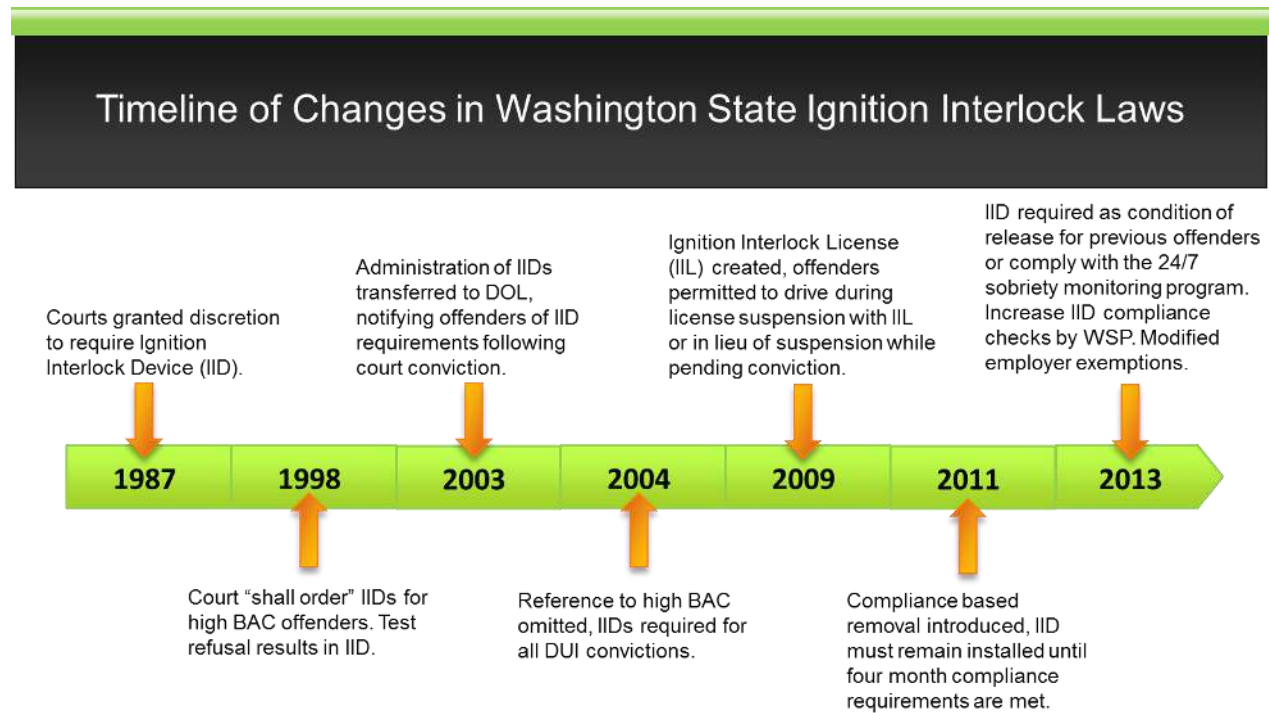 Timeline of Changes in Washington State Ignition Interlock Laws
Courts granted discretion
to require Ignition
Interlock Device (IID).
Administration of IIDs
transferred to DOL,
notifying offenders of IID
requirements following
court conviction.
Ignition Interlock License
(IIL) created, offenders
permitted to drive during
license suspension with IIL
or in lieu of suspension while
pending conviction.
IID required as condition of
release for previous offenders
or comply with the 24/7
sobriety monitoring program.
Increase IID compliance
checks by WSP. Modified
employer exemptions.
1987 1998 2003 2004 2009 2011 2013
Court “shall order” IIDs for
high BAC offenders. Test
refusal results in IID.
Reference to high BAC
omitted, IIDs required for
all DUI convictions.
Compliance based
removal introduced, IID
must remain installed until
four month compliance
requirements are met.